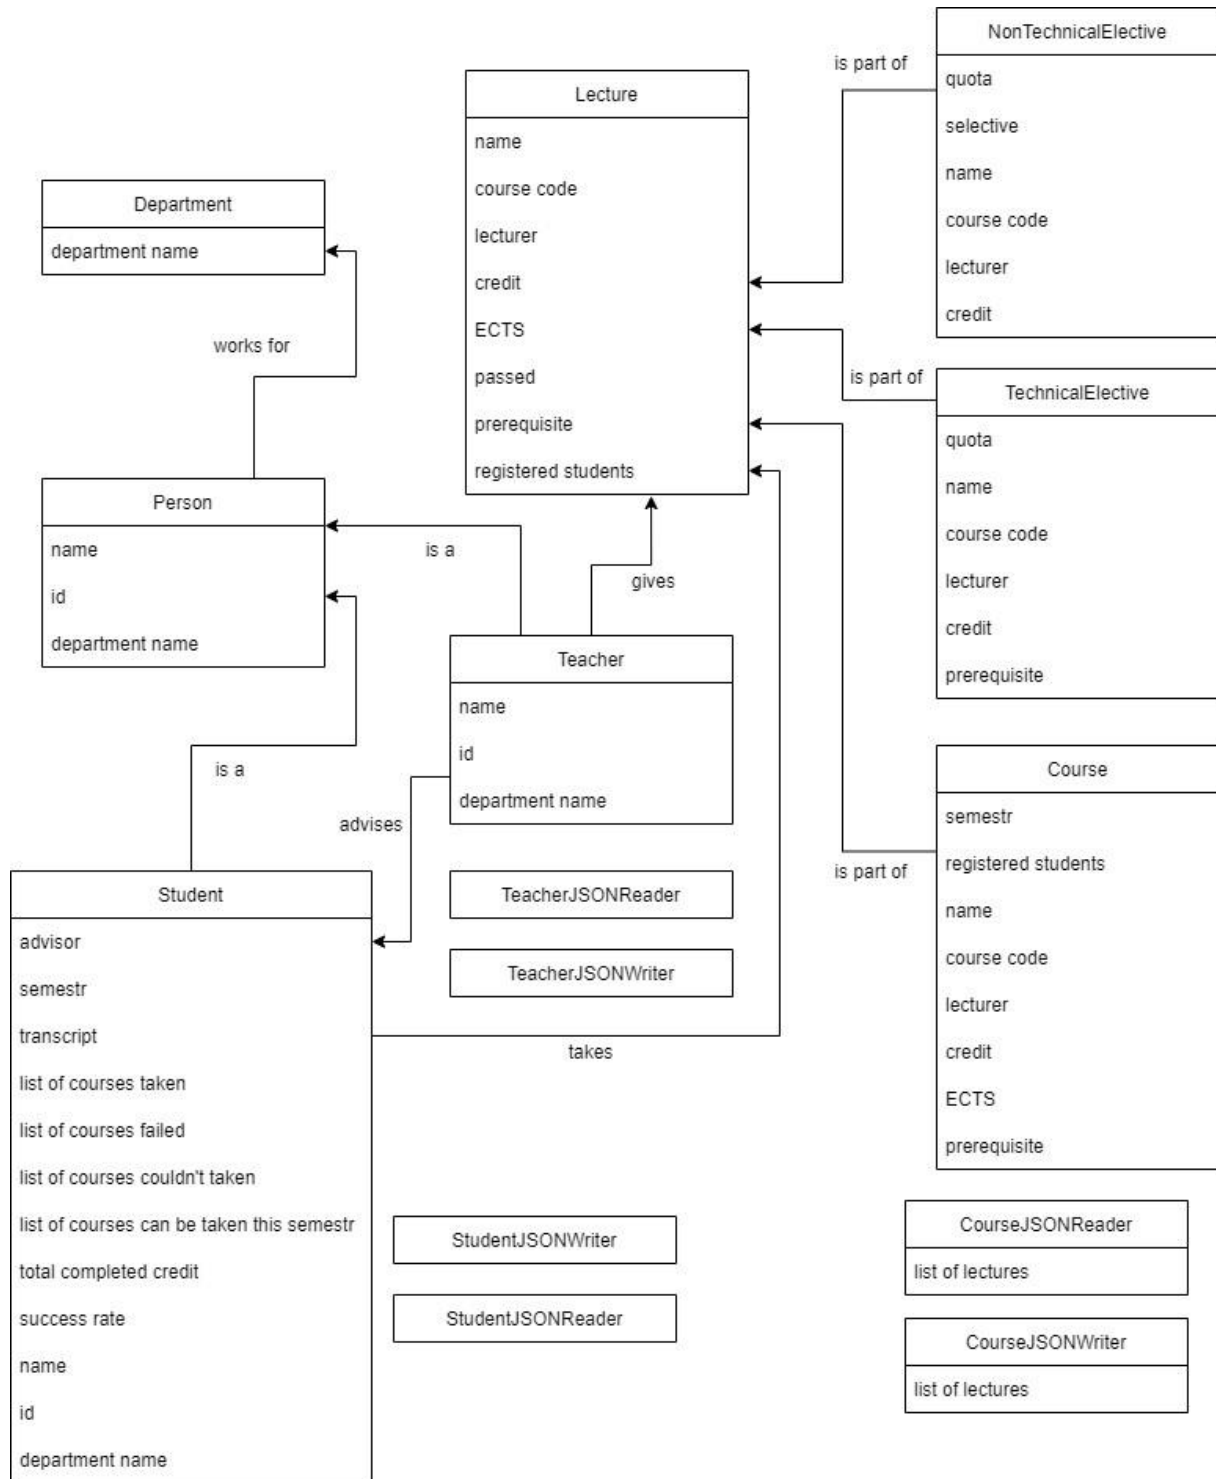 NonTechnicalElective
quota
selective
name
course code
lecturer
credit
is part of
Lecture
name
course code
lecturer
credit
ECTS
passed
prerequisite
registered students
Department
department name
works for
is part of
TechnicalElective
quota
name
course code
lecturer
credit
prerequisite
Person
name
id
department name
is a
gives
Teacher
name
id
department name
is a
advises
Course
semestr
registered students
name
course code
lecturer
credit
ECTS
prerequisite
is part of
Student
advisor
semestr
transcript
list of courses taken
list of courses failed
list of courses couldn't taken
list of courses can be taken this semestr
total completed credit
success rate
name
id
department name
TeacherJSONReader
TeacherJSONWriter
takes
StudentJSONWriter
StudentJSONReader
CourseJSONReader
list of lectures
CourseJSONWriter
list of lectures